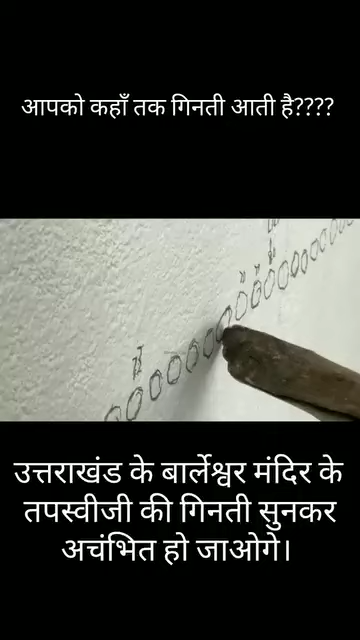 आपको कहाँ तक गिनती आती है????
उत्तराखंड के बार्लेश्वर मंदिर के
तपस्वीजी की गिनती सुनकर
अचंभित हो जाओगे।